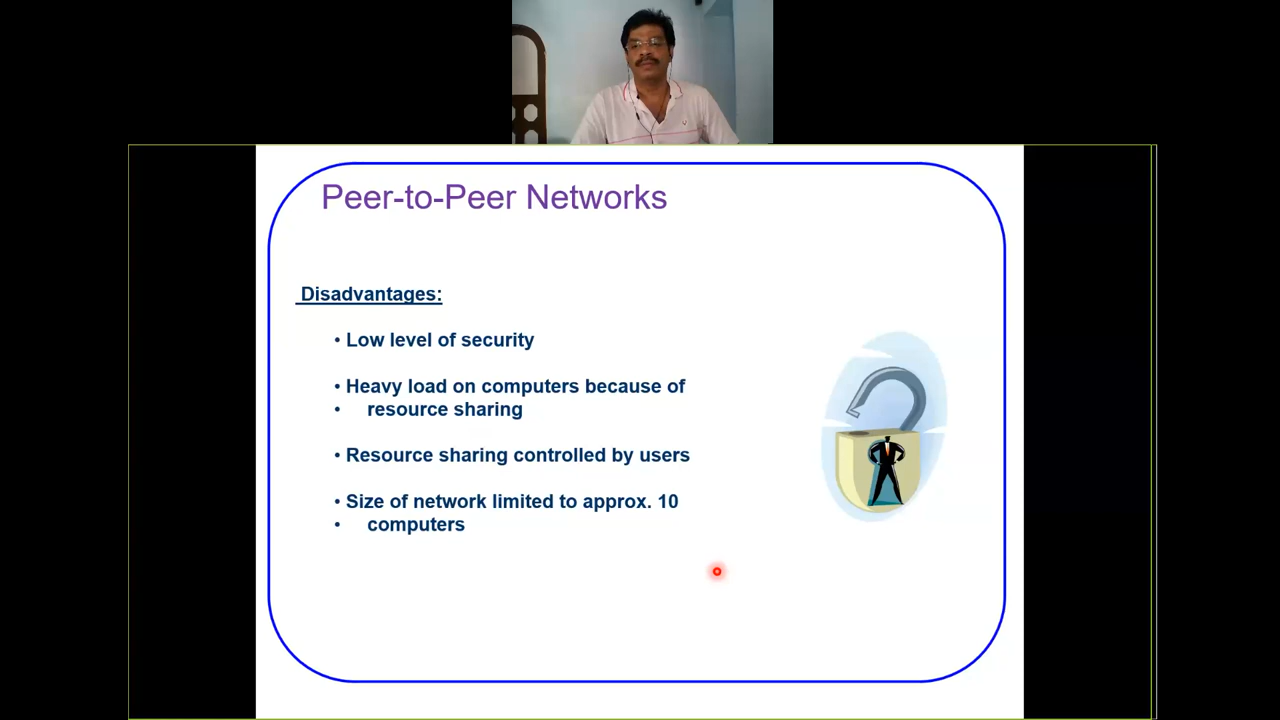 Peer-to-Peer Networks
Disadvantages:
• Low level of security
• Heavy load on computers because of
• resource sharing
• Resource sharing controlled by users
• Size of network limited to approx. 10
• computers